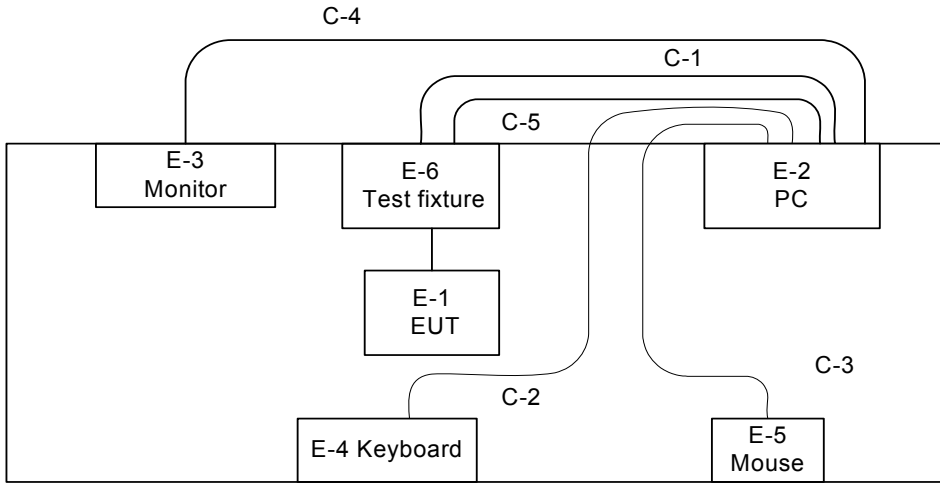 C-4
C-1
C-5
E-3
Monitor
E-6
Test fixture
E-2
PC
E-1
EUT
C-3
C-2
E-4 Keyboard
E-5
Mouse